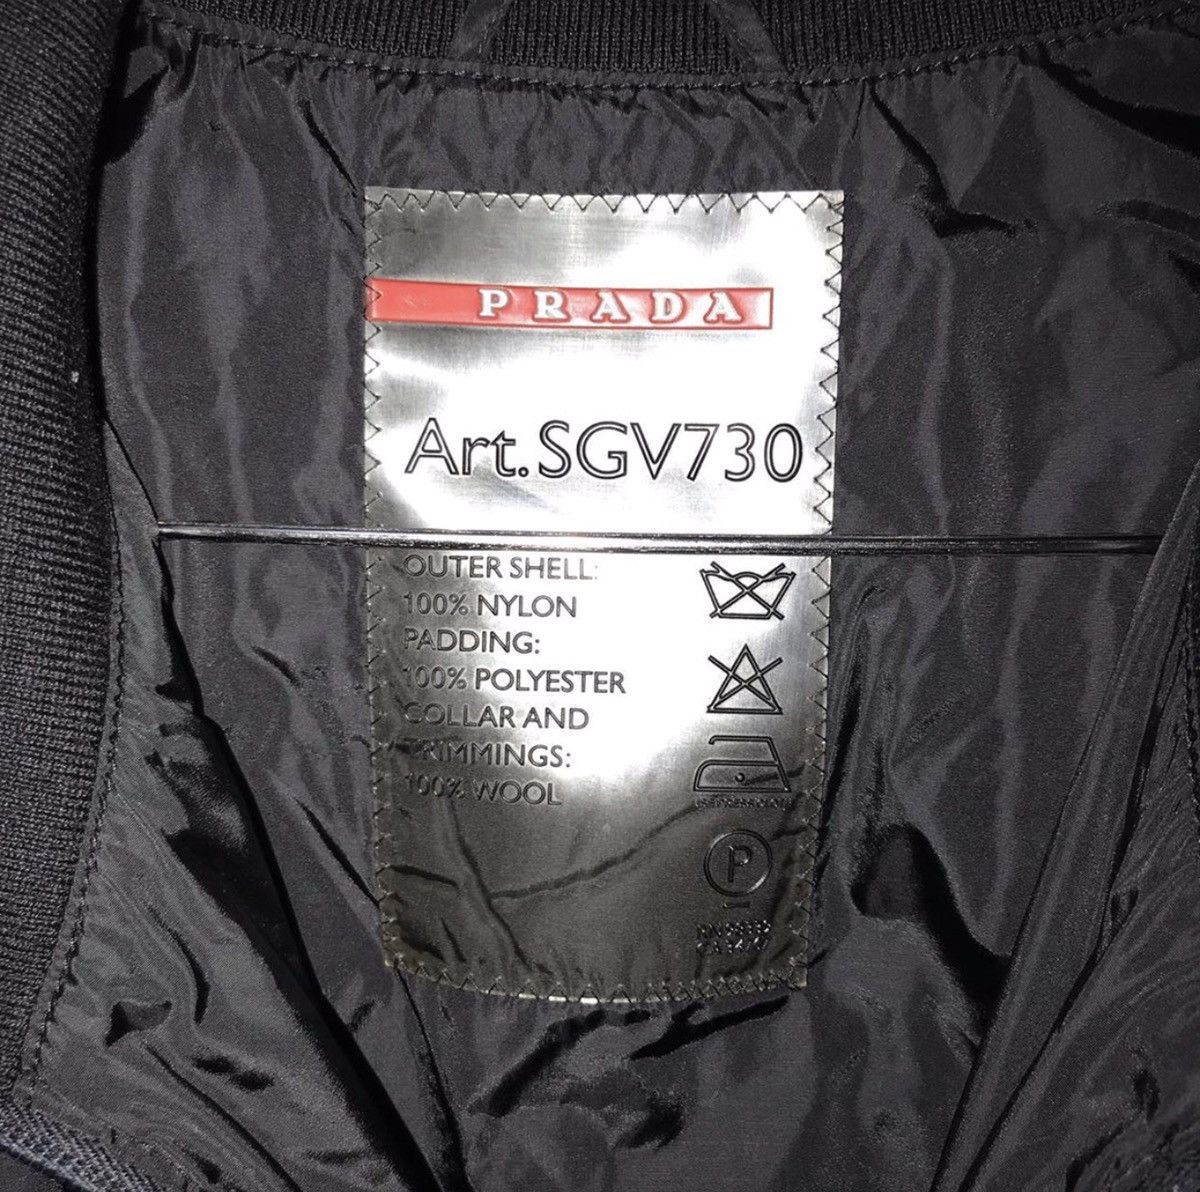 PRADA
Art.SGV730
OUTER SHELL:
100% NYLON
PADDING:
100% POLYESTER
COLLAR AND
TRIMMINGS:
100% WOOL
P